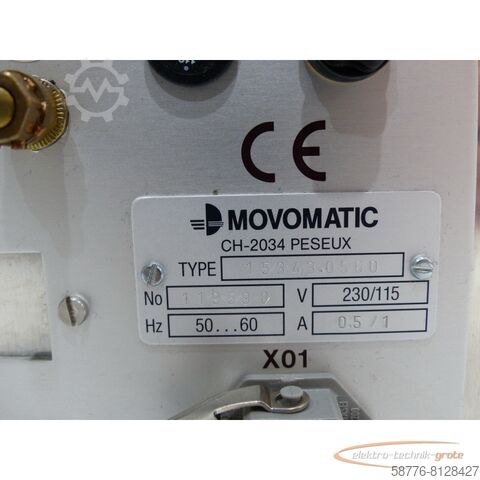 110
CE
MOVOMATIC
CH-2034 PESEUX
TYPE
No V 230/115
Hz 50...60 A 0.5/1
X01
elektro-technik-grote
58776-8128427